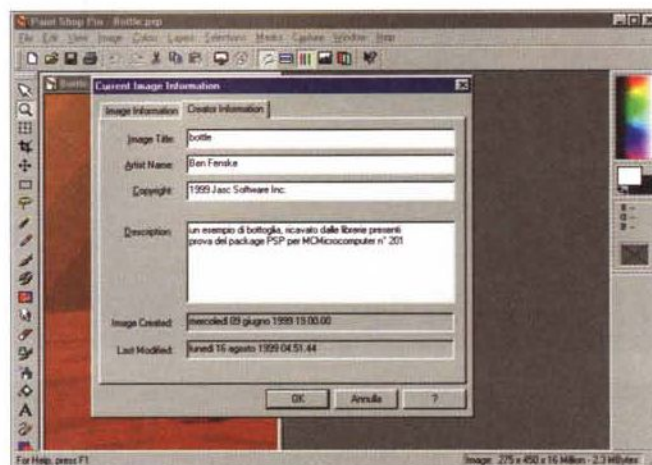 Paint Shop Pro - Bottle.psp
File Edit View Image Colors Layers Selections Masks Capture Window Help
Bottle
Current Image Information
Image Information Creator Information
Image Title: bottle
Artist Name: Ben Fenske
Copyright: 1999 Jasc Software Inc.
Description: un esempio di bottoglia, ricavato dalle librerie presenti
prova del package PSP per MCMicrocomputer n° 201
Image Created: mercoledì 09 giugno 1999 19.00.00
Last Modified: lunedì 16 agosto 1999 04.51.44
OK Annulla ?
R --
G --
B --
For Help, press F1
Image: 275 x 450 x 16 Million - 2.3 MBytes